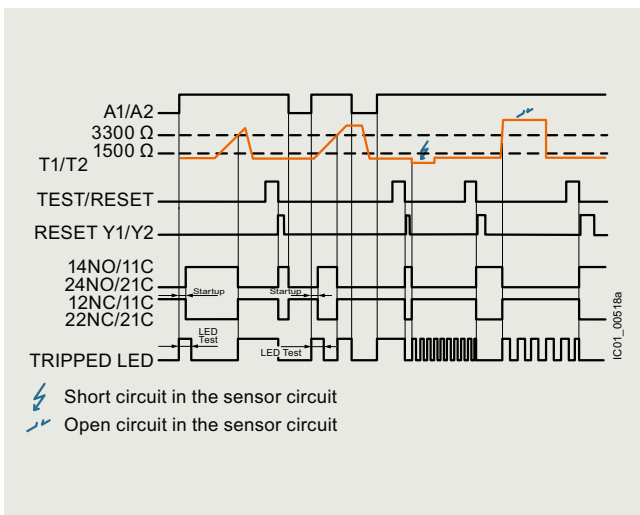 A1/A2
3300 Ω
1500 Ω
T1/T2
TEST/RESET
RESET Y1/Y2
14NO/11C
24NO/21C
Startup
Startup
12NC/11C
22NC/21C
LED
Test
LED Test
TRIPPED LED
IC01_00518a
Short circuit in the sensor circuit
Open circuit in the sensor circuit